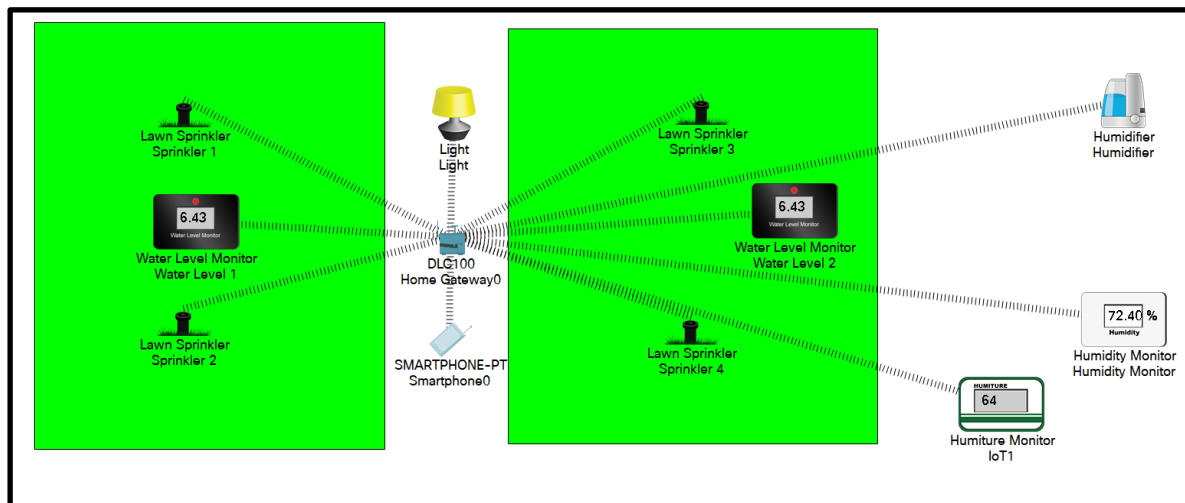 Lawn Sprinkler
Sprinkler 1
6.43
Water Level Monitor
Water Level Monitor
Water Level 1
Lawn Sprinkler
Sprinkler 2
Light
Light
DLC100
Home Gateway0
SMARTPHONE-PT
Smartphone0
Lawn Sprinkler
Sprinkler 3
6.43
Water Level Monitor
Water Level Monitor
Water Level 2
Lawn Sprinkler
Sprinkler 4
Humidifier
Humidifier
72.40 %
Humidity
Humidity Monitor
Humidity Monitor
HUMITURE
64
Humiture Monitor
IoT1